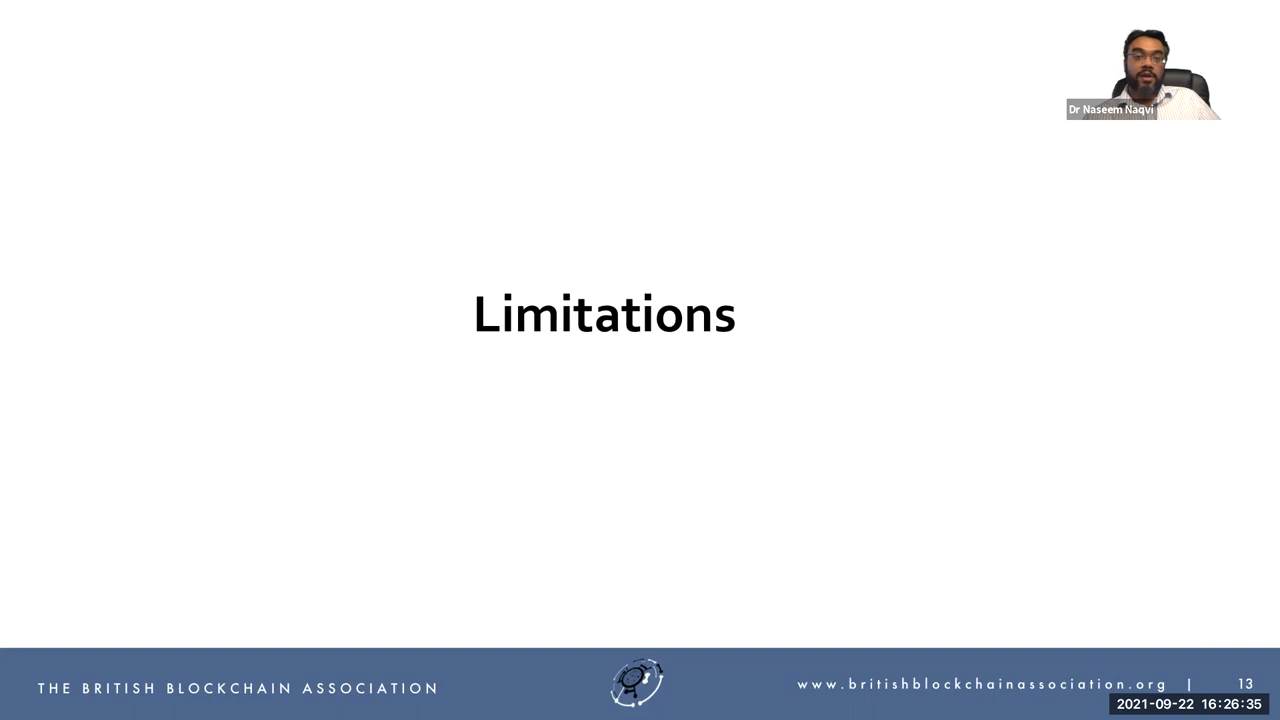 Dr Naseem Naqvi
Limitations
THE BRITISH BLOCKCHAIN ASSOCIATION
www.britishblockchainassociation.org | 13
2021-09-22 16:26:35